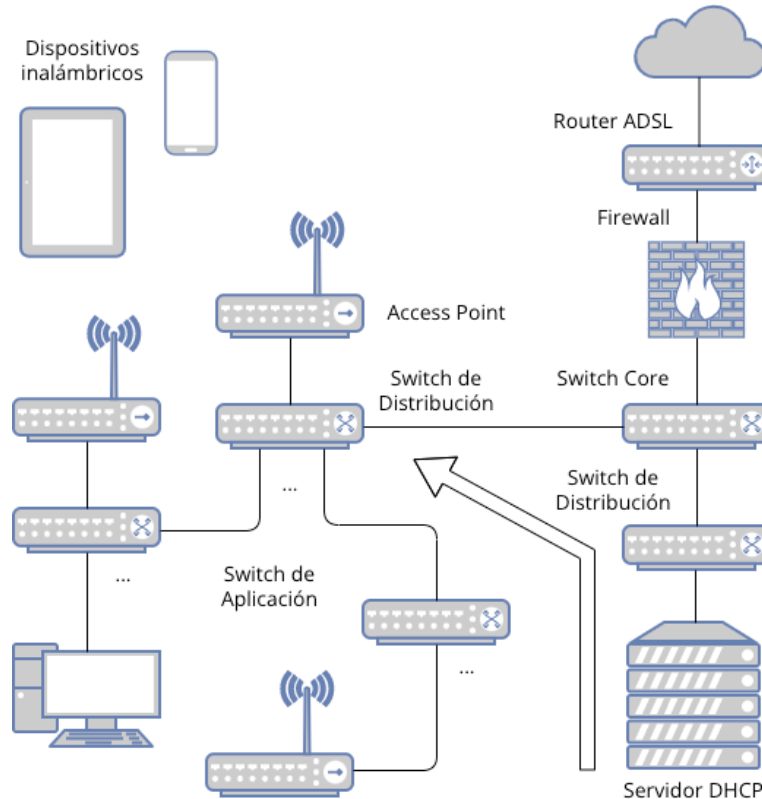 Dispositivos
inalámbricos
Router ADSL
Firewall
Access Point
Switch de
Distribución
Switch Core
...
Switch de
Distribución
...
Switch de
Aplicación
...
Servidor DHCP